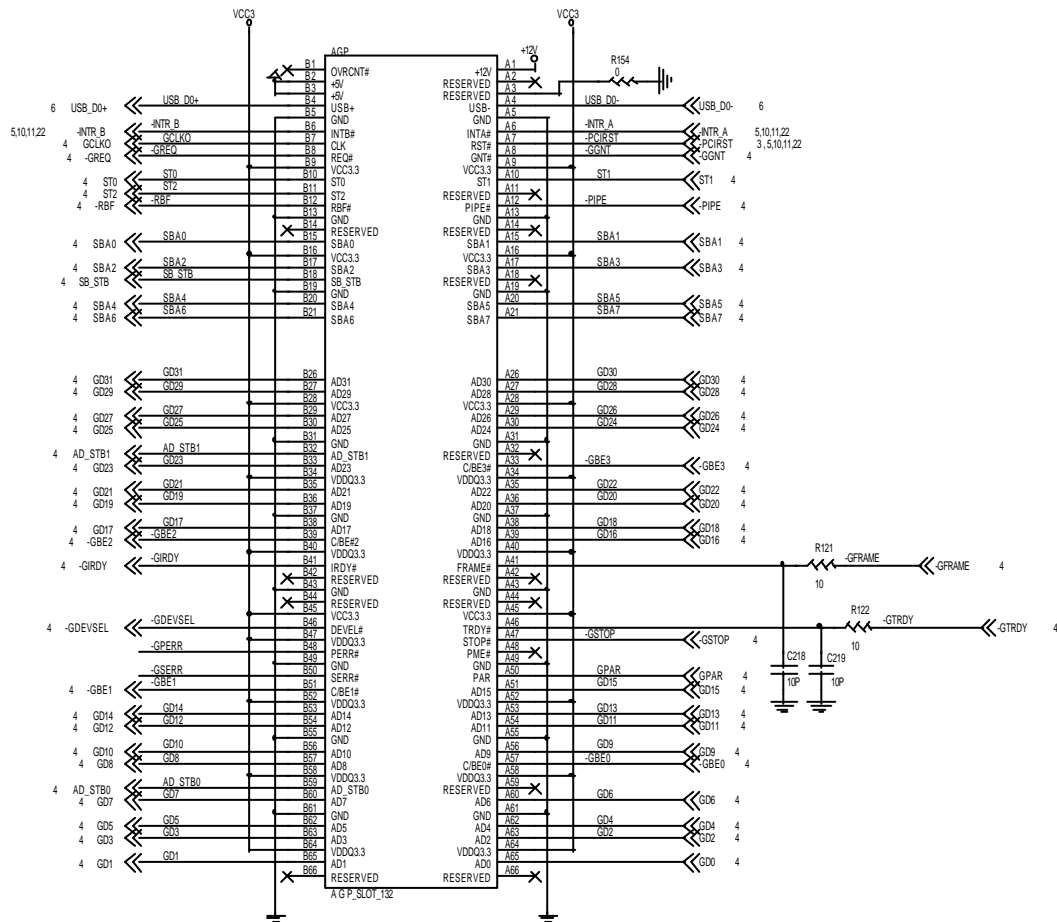 VCC3 VCC3
AGP +12V R154
0
B1 OVRCNT# +12V A1
B2 +5V RESERVED A2
B3 +5V RESERVED A3
6 USB_D0+ USB_D0+ B4 USB+ USB- A4 USB_D0- USB_D0- 6
B5 GND GND A5
5,10,11,22 -INTR_B -INTR_B B6 INTB# INTA# A6 -INTR_A -INTR_A 5,10,11,22
4 GCLKO GCLKO B7 CLK RST# A7 -PCIRST -PCIRST 3,5,10,11,22
4 -GREQ -GREQ B8 REQ# GNT# A8 -GGNT -GGNT 4
B9 VCC3.3 VCC3.3 A9
4 ST0 ST0 B10 ST0 ST1 A10 ST1 ST1 4
4 ST2 ST2 B11 ST2 RESERVED A11
4 -RBF -RBF B12 RBF# PIPE# A12 -PIPE -PIPE 4
B13 GND GND A13
B14 RESERVED RESERVED A14
4 SBA0 SBA0 B15 SBA0 SBA1 A15 SBA1 SBA1 4
B16 VCC3.3 VCC3.3 A16
4 SBA2 SBA2 B17 SBA2 SBA3 A17 SBA3 SBA3 4
4 SB_STB SB_STB B18 SB_STB RESERVED A18
B19 GND GND A19
4 SBA4 SBA4 B20 SBA4 SBA5 A20 SBA5 SBA5 4
4 SBA6 SBA6 B21 SBA6 SBA7 A21 SBA7 SBA7 4
4 GD31 GD31 B26 AD31 AD30 A26 GD30 GD30 4
4 GD29 GD29 B27 AD29 AD28 A27 GD28 GD28 4
B28 VCC3.3 VCC3.3 A28
4 GD27 GD27 B29 AD27 AD26 A29 GD26 GD26 4
4 GD25 GD25 B30 AD25 AD24 A30 GD24 GD24 4
B31 GND GND A31
4 AD_STB1 AD_STB1 B32 AD_STB1 RESERVED A32
4 GD23 GD23 B33 AD23 C/BE3# A33 -GBE3 -GBE3 4
B34 VDDQ3.3 VDDQ3.3 A34
4 GD21 GD21 B35 AD21 AD22 A35 GD22 GD22 4
4 GD19 GD19 B36 AD19 AD20 A36 GD20 GD20 4
B37 GND GND A37
4 GD17 GD17 B38 AD17 AD18 A38 GD18 GD18 4
4 -GBE2 -GBE2 B39 C/BE#2 AD16 A39 GD16 GD16 4
B40 VDDQ3.3 VDDQ3.3 A40
4 -GIRDY -GIRDY B41 IRDY# FRAME# A41 R121 10 -GFRAME -GFRAME 4
B42 RESERVED RESERVED A42
B43 GND GND A43
B44 RESERVED RESERVED A44
B45 VCC3.3 VCC3.3 A45
4 -GDEVSEL -GDEVSEL B46 DEVEL# TRDY# A46 R122 10 -GTRDY -GTRDY 4
B47 VDDQ3.3 STOP# A47 -GSTOP -GSTOP 4
-GPERR B48 PERR# PME# A48
B49 GND GND A49 C218 10P C219 10P
-GSERR B50 SERR# PAR A50 GPAR GPAR 4
4 -GBE1 -GBE1 B51 C/BE1# AD15 A51 GD15 GD15 4
B52 VDDQ3.3 VDDQ3.3 A52
4 GD14 GD14 B53 AD14 AD13 A53 GD13 GD13 4
4 GD12 GD12 B54 AD12 AD11 A54 GD11 GD11 4
B55 GND GND A55
4 GD10 GD10 B56 AD10 AD9 A56 GD9 GD9 4
4 GD8 GD8 B57 AD8 C/BE0# A57 -GBE0 -GBE0 4
B58 VDDQ3.3 VDDQ3.3 A58
4 AD_STB0 AD_STB0 B59 AD_STB0 RESERVED A59
4 GD7 GD7 B60 AD7 AD6 A60 GD6 GD6 4
B61 GND GND A61
4 GD5 GD5 B62 AD5 AD4 A62 GD4 GD4 4
4 GD3 GD3 B63 AD3 AD2 A63 GD2 GD2 4
B64 VDDQ3.3 VDDQ3.3 A64
4 GD1 GD1 B65 AD1 AD0 A65 GD0 4
B66 RESERVED RESERVED A66
A G P_SLOT_132